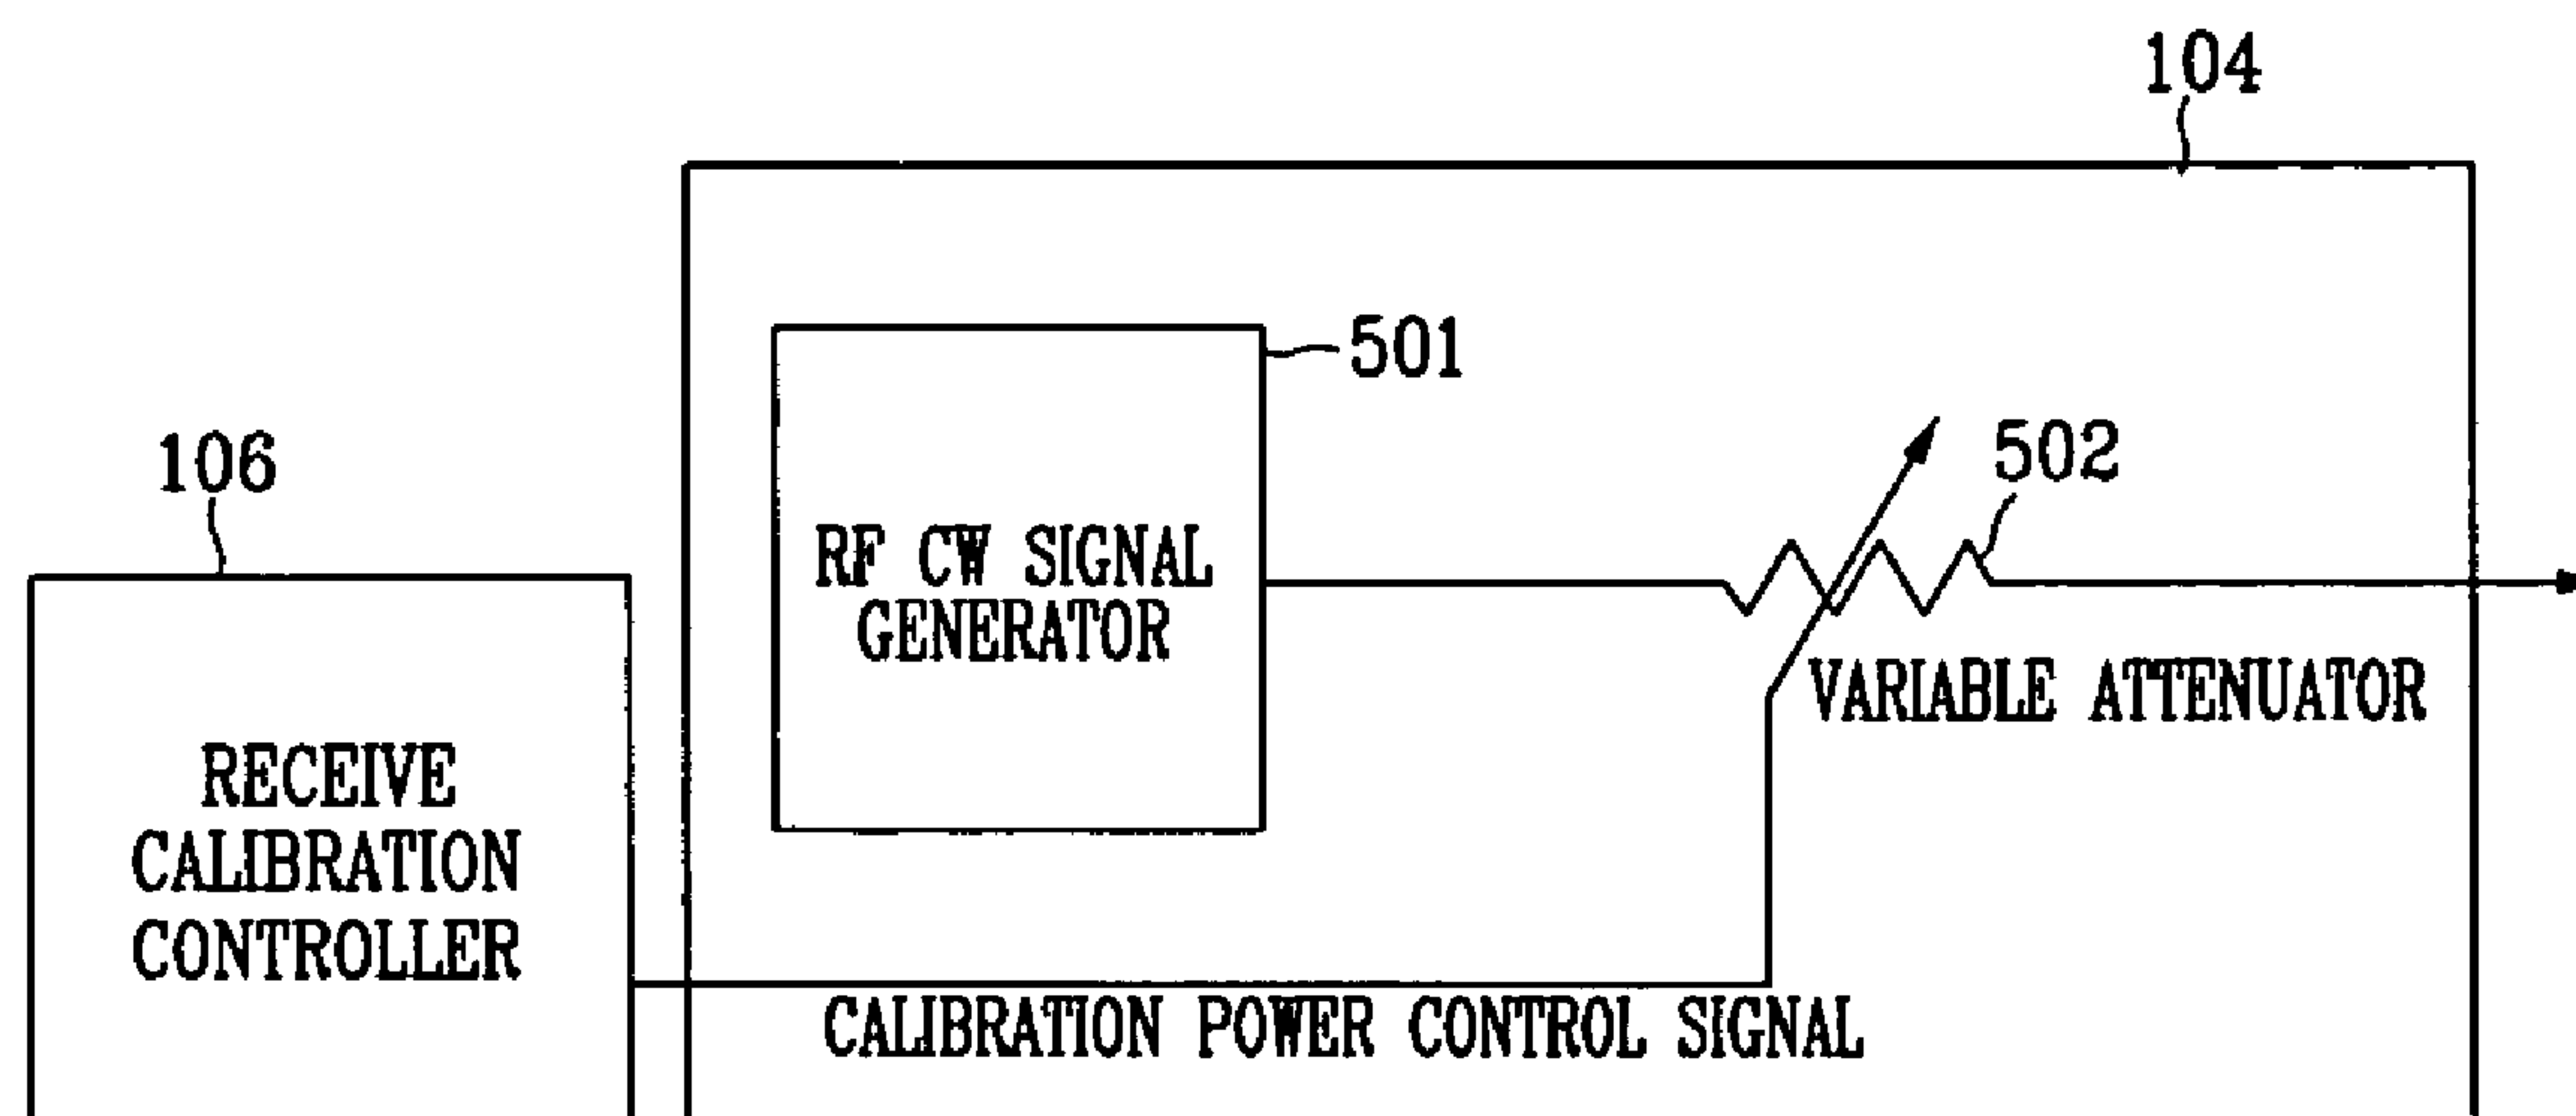 104
501
502
106
RF CW SIGNAL
GENERATOR
VARIABLE ATTENUATOR
RECEIVE
CALIBRATION
CONTROLLER
CALIBRATION POWER CONTROL SIGNAL